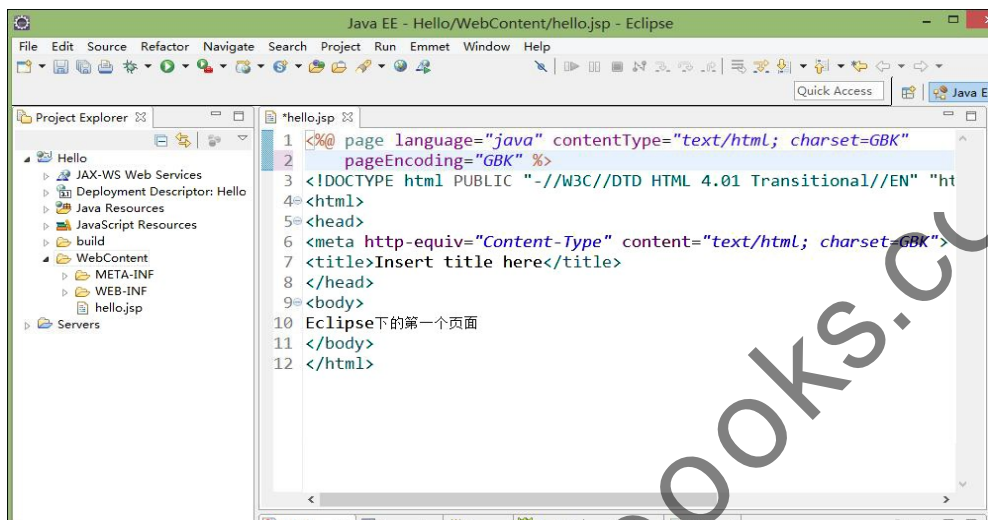 Java EE - Hello/WebContent/hello.jsp - Eclipse
File Edit Source Refactor Navigate Search Project Run Emmet Window Help
Quick Access
Java E
Project Explorer
*hello.jsp
Hello
JAX-WS Web Services
Deployment Descriptor: Hello
Java Resources
JavaScript Resources
build
WebContent
META-INF
WEB-INF
hello.jsp
Servers
1 <%@ page language="java" contentType="text/html; charset=GBK"
2 pageEncoding="GBK" %>
3 <!DOCTYPE html PUBLIC "-//W3C//DTD HTML 4.01 Transitional//EN" "ht
4 <html>
5 <head>
6 <meta http-equiv="Content-Type" content="text/html; charset=GBK">
7 <title>Insert title here</title>
8 </head>
9 <body>
10 Eclipse下的第一个页面
11 </body>
12 </html>
ooks.co